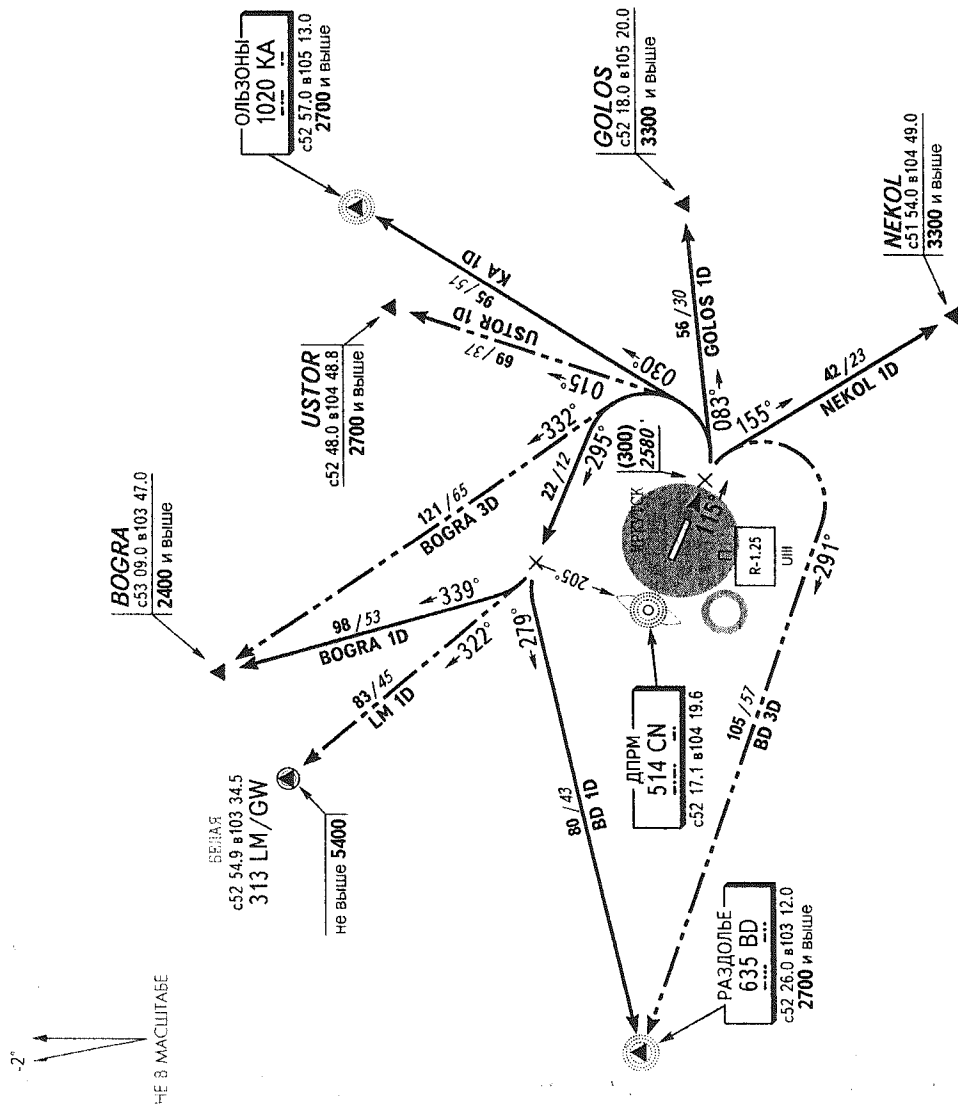 -2°
НЕ В МАСШТАБЕ
BOGRA
с53 09.0 в103 47.0
2400 и выше
USTOR
с52 48.0 в104 48.8
2700 и выше
ОЛЬЗОНЫ
1020 KA
с52 57.0 в105 13.0
2700 и выше
GOLOS
с52 18.0 в105 20.0
3300 и выше
NEKOL
с51 54.0 в104 49.0
3300 и выше
БЕЛАЯ
с52 54.9 в103 34.5
313 LM/GW
не выше 5400
ДПРМ
514 CN
с52 17.1 в104 19.6
РАЗДОЛЬЕ
635 BD
с52 26.0 в103 12.0
2700 и выше
95 / 51
KA 1D
030°
69 / 37
USTOR 1D
015°
121 / 65
BOGRA 3D
332°
22 / 12
295°
98 / 53
BOGRA 1D
339°
83 / 45
LM 1D
322°
80 / 43
BD 1D
279°
205°
56 / 30
GOLOS 1D
083°
42 / 23
NEKOL 1D
155°
105 / 57
BD 3D
291°
(300)
2580'
ИРКУТСК
115°
R-1.25
UIII